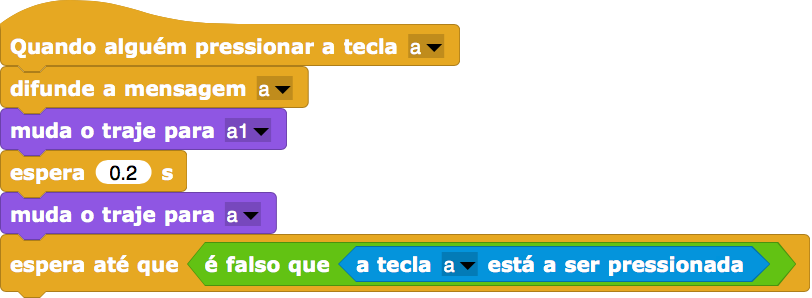 Quando alguém pressionar a tecla a
difunde a mensagem a
muda o traje para a1
espera 0.2 s
muda o traje para a
espera até que é falso que a tecla a está a ser pressionada